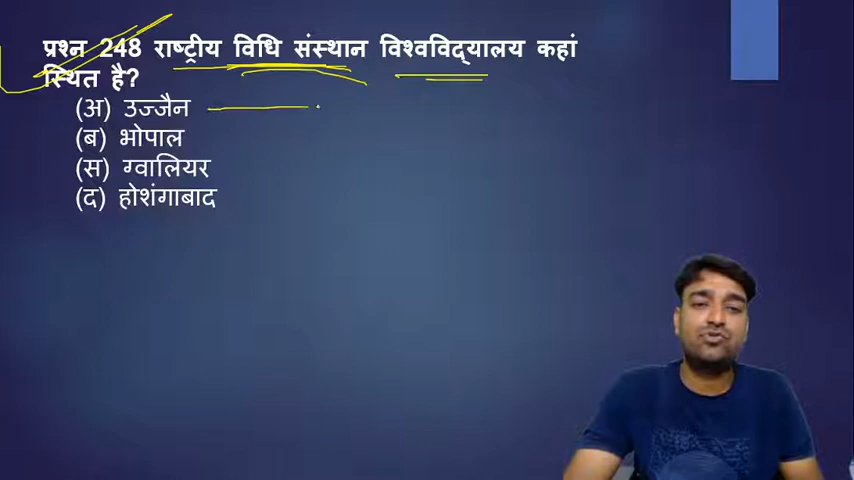 प्रश्न 248 राष्ट्रीय विधि संस्थान विश्वविद्यालय कहां
स्थित है?
(अ) उज्जैन
(ब) भोपाल
(स) ग्वालियर
(द) होशंगाबाद